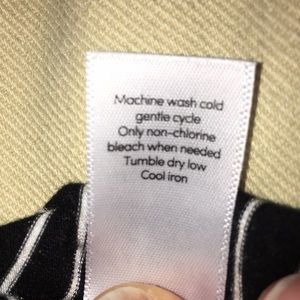 Machine wash cold
gentle cycle
Only non-chlorine
bleach when needed
Tumble dry low
Cool iron